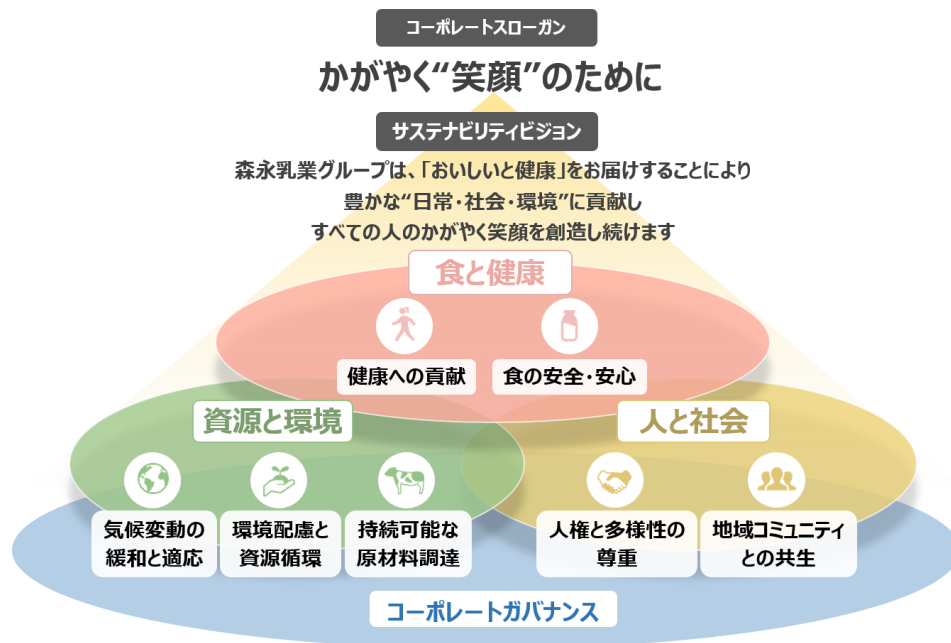 コーポレートスローガン
かがやく“笑顔”のために
サステナビリティビジョン
森永乳業グループは、「おいしいと健康」をお届けすることにより
豊かな“日常・社会・環境”に貢献し
すべての人のかがやく笑顔を創造し続けます
食と健康
健康への貢献
食の安全・安心
資源と環境
気候変動の
緩和と適応
環境配慮と
資源循環
持続可能な
原材料調達
人と社会
人権と多様性の
尊重
地域コミュニティ
との共生
コーポレートガバナンス